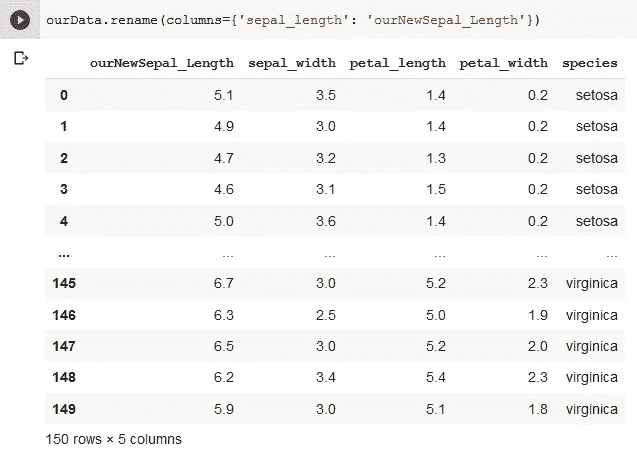 ourData.rename(columns={'sepal_length': 'ourNewSepal_Length'})
ourNewSepal_Length sepal_width petal_length petal_width species
0 5.1 3.5 1.4 0.2 setosa
1 4.9 3.0 1.4 0.2 setosa
2 4.7 3.2 1.3 0.2 setosa
3 4.6 3.1 1.5 0.2 setosa
4 5.0 3.6 1.4 0.2 setosa
... ... ... ... ... ...
145 6.7 3.0 5.2 2.3 virginica
146 6.3 2.5 5.0 1.9 virginica
147 6.5 3.0 5.2 2.0 virginica
148 6.2 3.4 5.4 2.3 virginica
149 5.9 3.0 5.1 1.8 virginica
150 rows × 5 columns